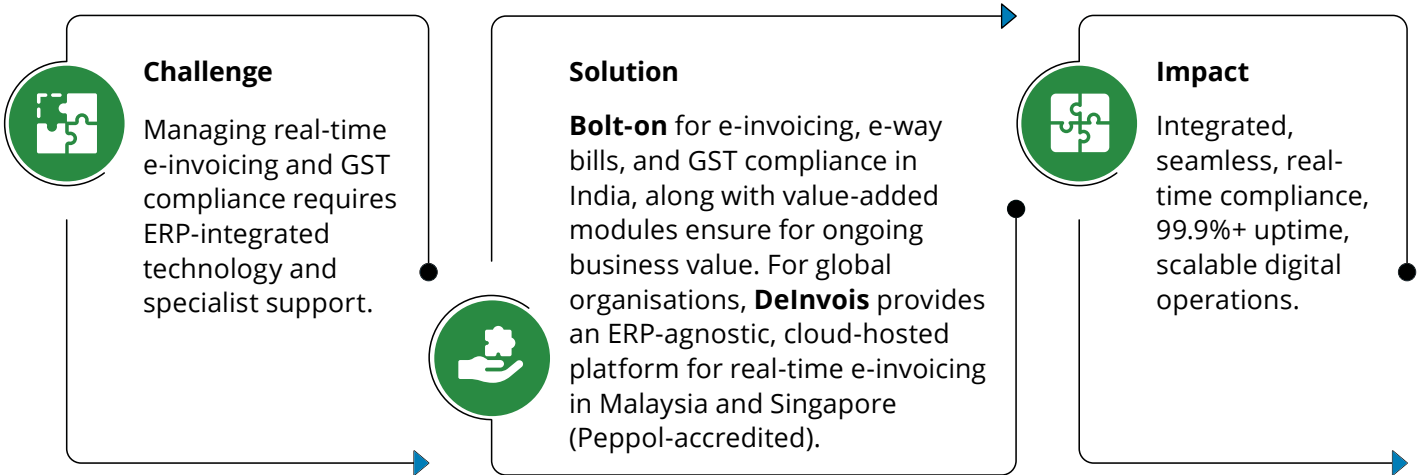 Challenge
Managing real-time
e-invoicing and GST
compliance requires
ERP-integrated
technology and
specialist support.
Solution
Bolt-on for e-invoicing, e-way
bills, and GST compliance in
India, along with value-added
modules ensure for ongoing
business value. For global
organisations, DeInvois provides
an ERP-agnostic, cloud-hosted
platform for real-time e-invoicing
in Malaysia and Singapore
(Peppol-accredited).
Impact
Integrated,
seamless, real-
time compliance,
99.9%+ uptime,
scalable digital
operations.